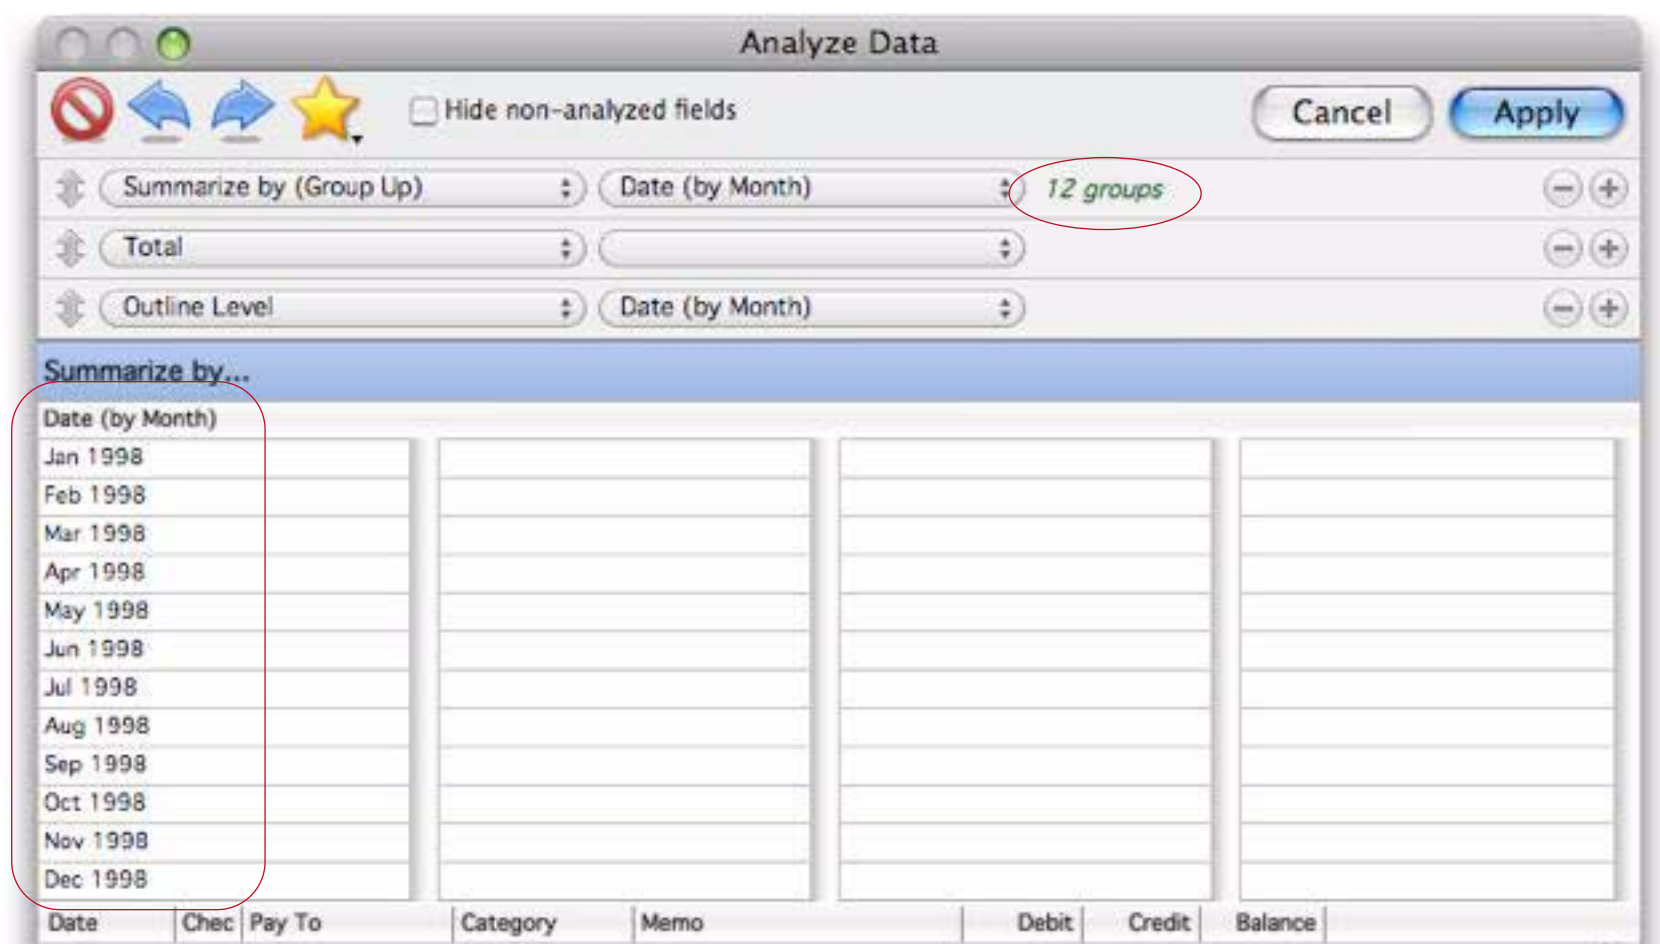 Analyze Data
Hide non-analyzed fields Cancel Apply
Summarize by (Group Up) Date (by Month) 12 groups
Total
Outline Level Date (by Month)
Summarize by...
Date (by Month)
Jan 1998
Feb 1998
Mar 1998
Apr 1998
May 1998
Jun 1998
Jul 1998
Aug 1998
Sep 1998
Oct 1998
Nov 1998
Dec 1998
Date Chec Pay To Category Memo Debit Credit Balance